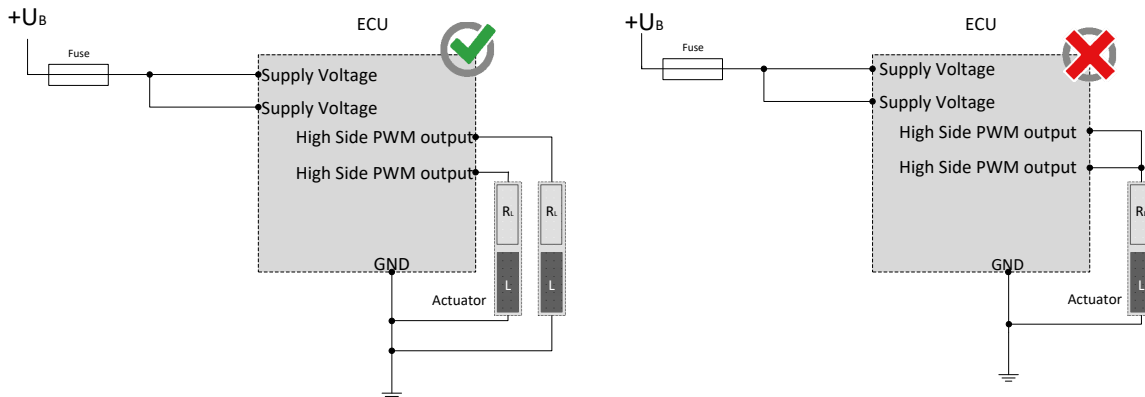 +UB
ECU
Fuse
Supply Voltage
Supply Voltage
High Side PWM output
High Side PWM output
RL
RL
GND
L
L
Actuator
+UB
ECU
Fuse
Supply Voltage
Supply Voltage
High Side PWM output
High Side PWM output
GND
L
Actuator